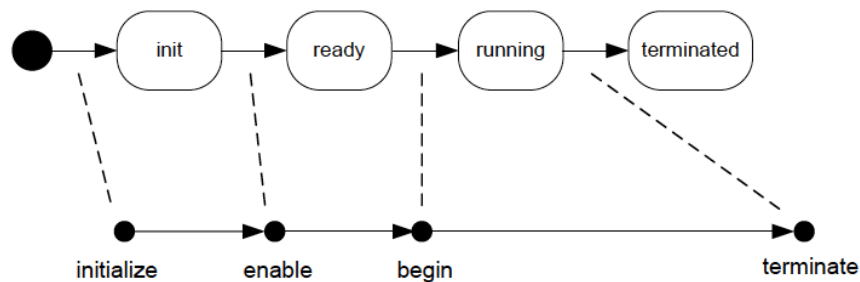 init
ready
running
terminated
initialize
enable
begin
terminate